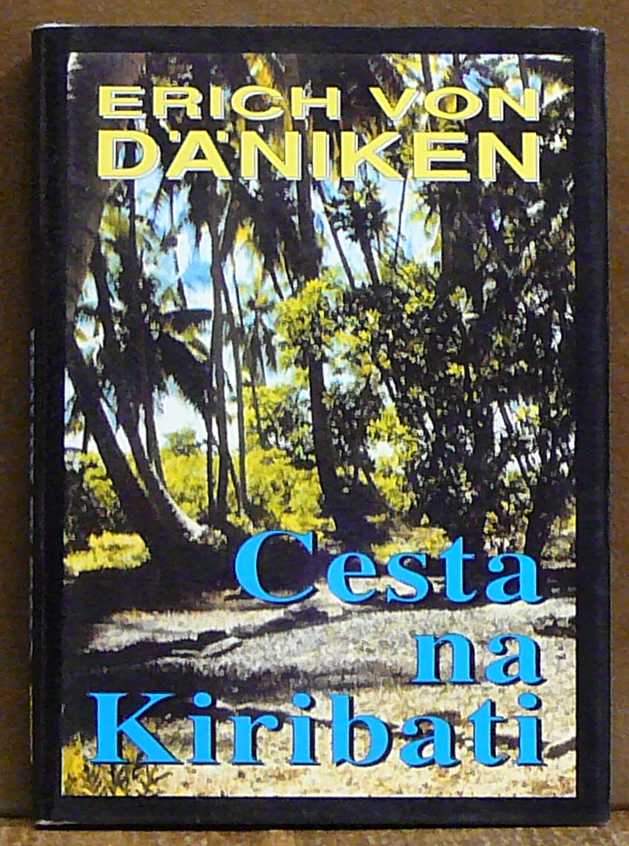 ERICH VON
DÄNIKEN
Cesta
na
Kiribati